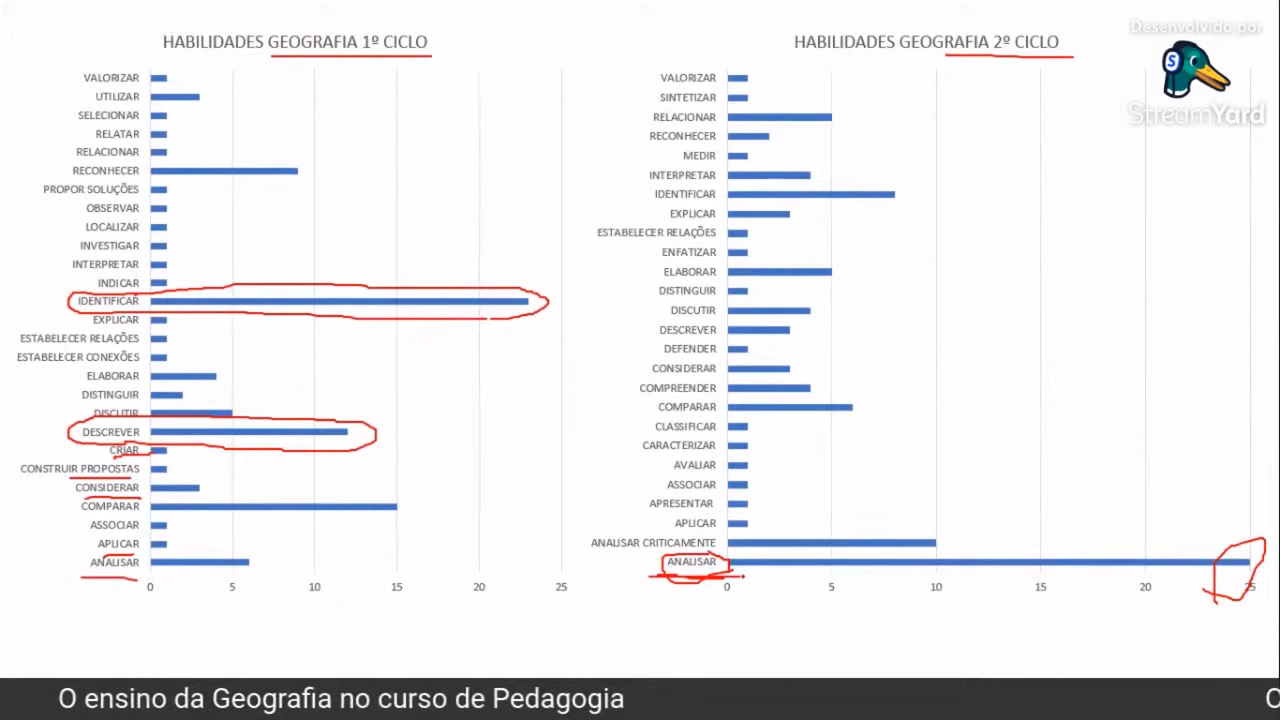 Desenvolvido por
StreamYard
HABILIDADES GEOGRAFIA 1º CICLO
VALORIZAR
UTILIZAR
SELECIONAR
RELATAR
RELACIONAR
RECONHECER
PROPOR SOLUÇÕES
OBSERVAR
LOCALIZAR
INVESTIGAR
INTERPRETAR
INDICAR
IDENTIFICAR
EXPLICAR
ESTABELECER RELAÇÕES
ESTABELECER CONEXÕES
ELABORAR
DISTINGUIR
DISCUTIR
DESCREVER
CRIAR
CONSTRUIR PROPOSTAS
CONSIDERAR
COMPARAR
ASSOCIAR
APLICAR
ANALISAR
0 5 10 15 20 25
HABILIDADES GEOGRAFIA 2º CICLO
VALORIZAR
SINTETIZAR
RELACIONAR
RECONHECER
MEDIR
INTERPRETAR
IDENTIFICAR
EXPLICAR
ESTABELECER RELAÇÕES
ENFATIZAR
ELABORAR
DISTINGUIR
DISCUTIR
DESCREVER
DEFENDER
CONSIDERAR
COMPREENDER
COMPARAR
CLASSIFICAR
CARACTERIZAR
AVALIAR
ASSOCIAR
APRESENTAR
APLICAR
ANALISAR CRITICAMENTE
ANALISAR
0 5 10 15 20 25
O ensino da Geografia no curso de Pedagogia